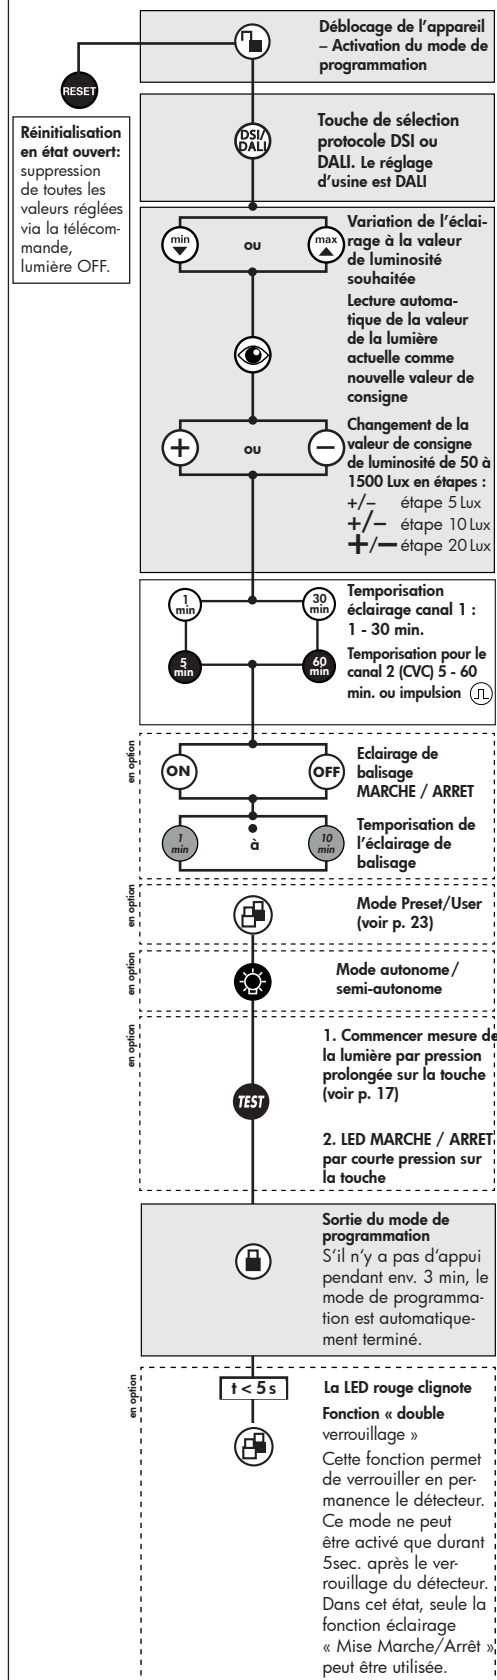 Déblocage de l’appareil
– Activation du mode de
programmation
RESET
Réinitialisation
en état ouvert:
suppression
de toutes les
valeurs réglées
via la télécom-
mande,
lumière OFF.
DSI/
DALI
Touche de sélection
protocole DSI ou
DALI. Le réglage
d’usine est DALI
min
ou
max
Variation de l’éclai-
rage à la valeur
de luminosité
souhaitée
Lecture automa-
tique de la valeur
de la lumière
actuelle comme
nouvelle valeur de
consigne
+
ou
−
Changement de la
valeur de consigne
de luminosité de 50 à
1500 Lux en étapes :
+/− étape 5 Lux
+/− étape 10 Lux
+/− étape 20 Lux
1
min
30
min
5
min
60
min
Temporisation
éclairage canal 1 :
1 - 30 min.
Temporisation pour le
canal 2 (CVC) 5 - 60
min. ou impulsion
en option
ON
OFF
Eclairage de
balisage
MARCHE / ARRET
1
min
à
10
min
Temporisation de
l’éclairage de
balisage
en option
Mode Preset/User
(voir p. 23)
en option
Mode autonome/
semi-autonome
en option
TEST
1. Commencer mesure de
la lumière par pression
prolongée sur la touche
(voir p. 17)
2. LED MARCHE / ARRET
par courte pression sur
la touche
Sortie du mode de
programmation
S’il n’y a pas d’appui
pendant env. 3 min, le
mode de programma-
tion est automatique-
ment terminé.
en option
t < 5 s
La LED rouge clignote
Fonction « double
verrouillage »
Cette fonction permet
de verrouiller en per-
manence le détecteur.
Ce mode ne peut
être activé que durant
5sec. après le ver-
rouillage du détecteur.
Dans cet état, seule la
fonction éclairage
« Mise Marche/Arrêt »
peut être utilisée.